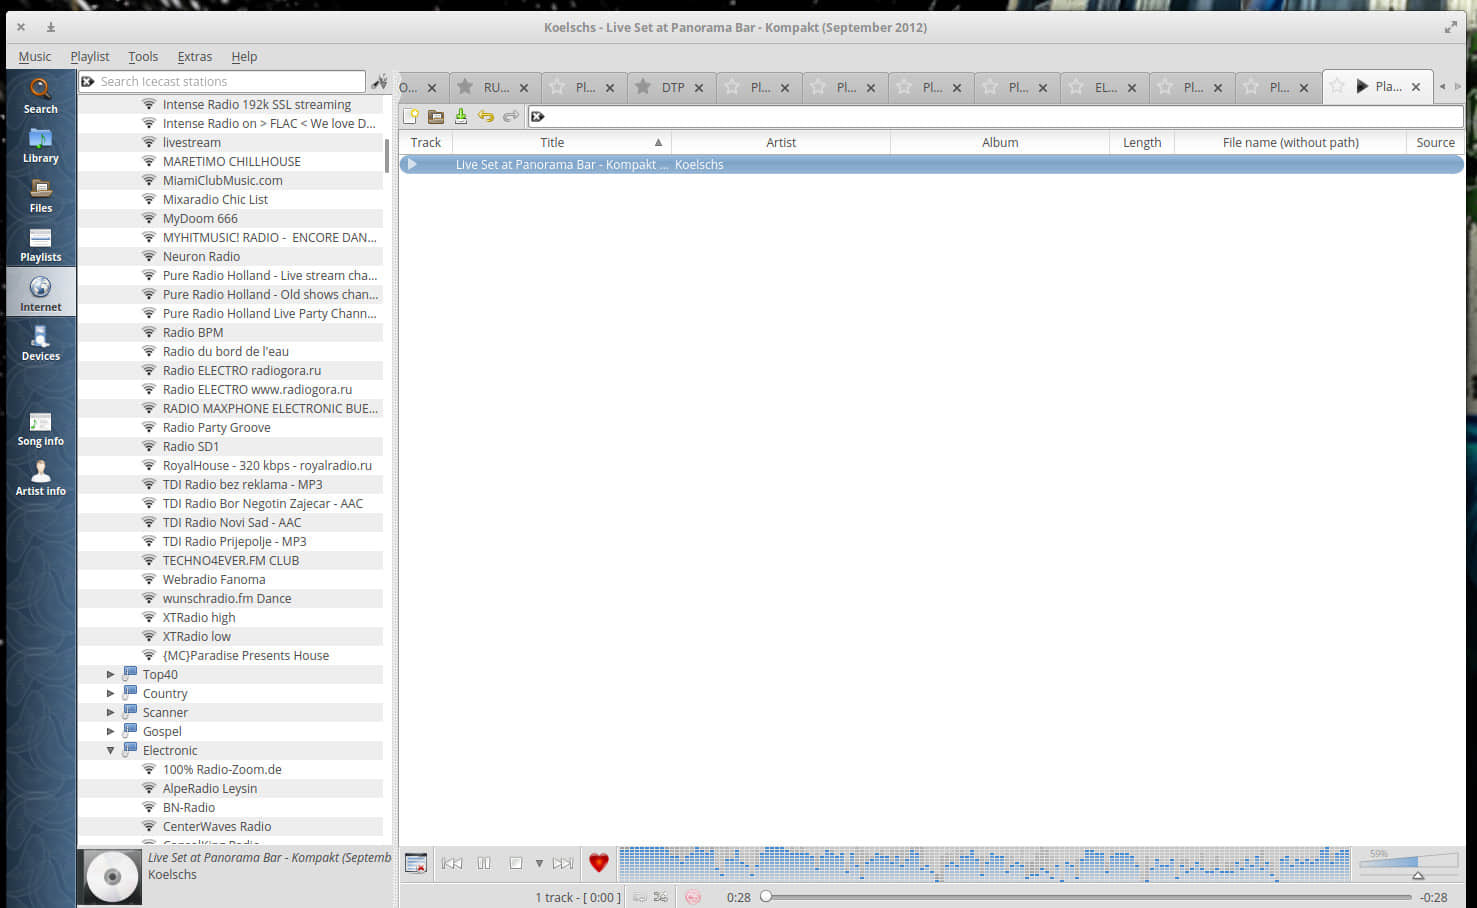 Koelschs - Live Set at Panorama Bar - Kompakt (September 2012)
Music Playlist Tools Extras Help
Search Icecast stations
O... RU... Pl... DTP Pl... Pl... Pl... Pl... EL... Pl... Pl... Pla...
Search
Library
Files
Playlists
Internet
Devices
Song info
Artist info
Intense Radio 192k SSL streaming
Intense Radio on > FLAC < We love D...
livestream
MARETIMO CHILLHOUSE
MiamiClubMusic.com
Mixaradio Chic List
MyDoom 666
MYHITMUSIC! RADIO - ENCORE DAN...
Neuron Radio
Pure Radio Holland - Live stream cha...
Pure Radio Holland - Old shows chan...
Pure Radio Holland Live Party Chann...
Radio BPM
Radio du bord de l'eau
Radio ELECTRO radiogora.ru
Radio ELECTRO www.radiogora.ru
RADIO MAXPHONE ELECTRONIC BUE...
Radio Party Groove
Radio SD1
RoyalHouse - 320 kbps - royalradio.ru
TDI Radio bez reklama - MP3
TDI Radio Bor Negotin Zajecar - AAC
TDI Radio Novi Sad - AAC
TDI Radio Prijepolje - MP3
TECHNO4EVER.FM CLUB
Webradio Fanoma
wunschradio.fm Dance
XTRadio high
XTRadio low
{MC}Paradise Presents House
Top40
Country
Scanner
Gospel
Electronic
100% Radio-Zoom.de
AlpeRadio Leysin
BN-Radio
CenterWaves Radio
Track Title Artist Album Length File name (without path) Source
Live Set at Panorama Bar - Kompakt ... Koelschs
Live Set at Panorama Bar - Kompakt (Septemb
Koelschs
59%
1 track - [ 0:00 ]
0:28
-0:28